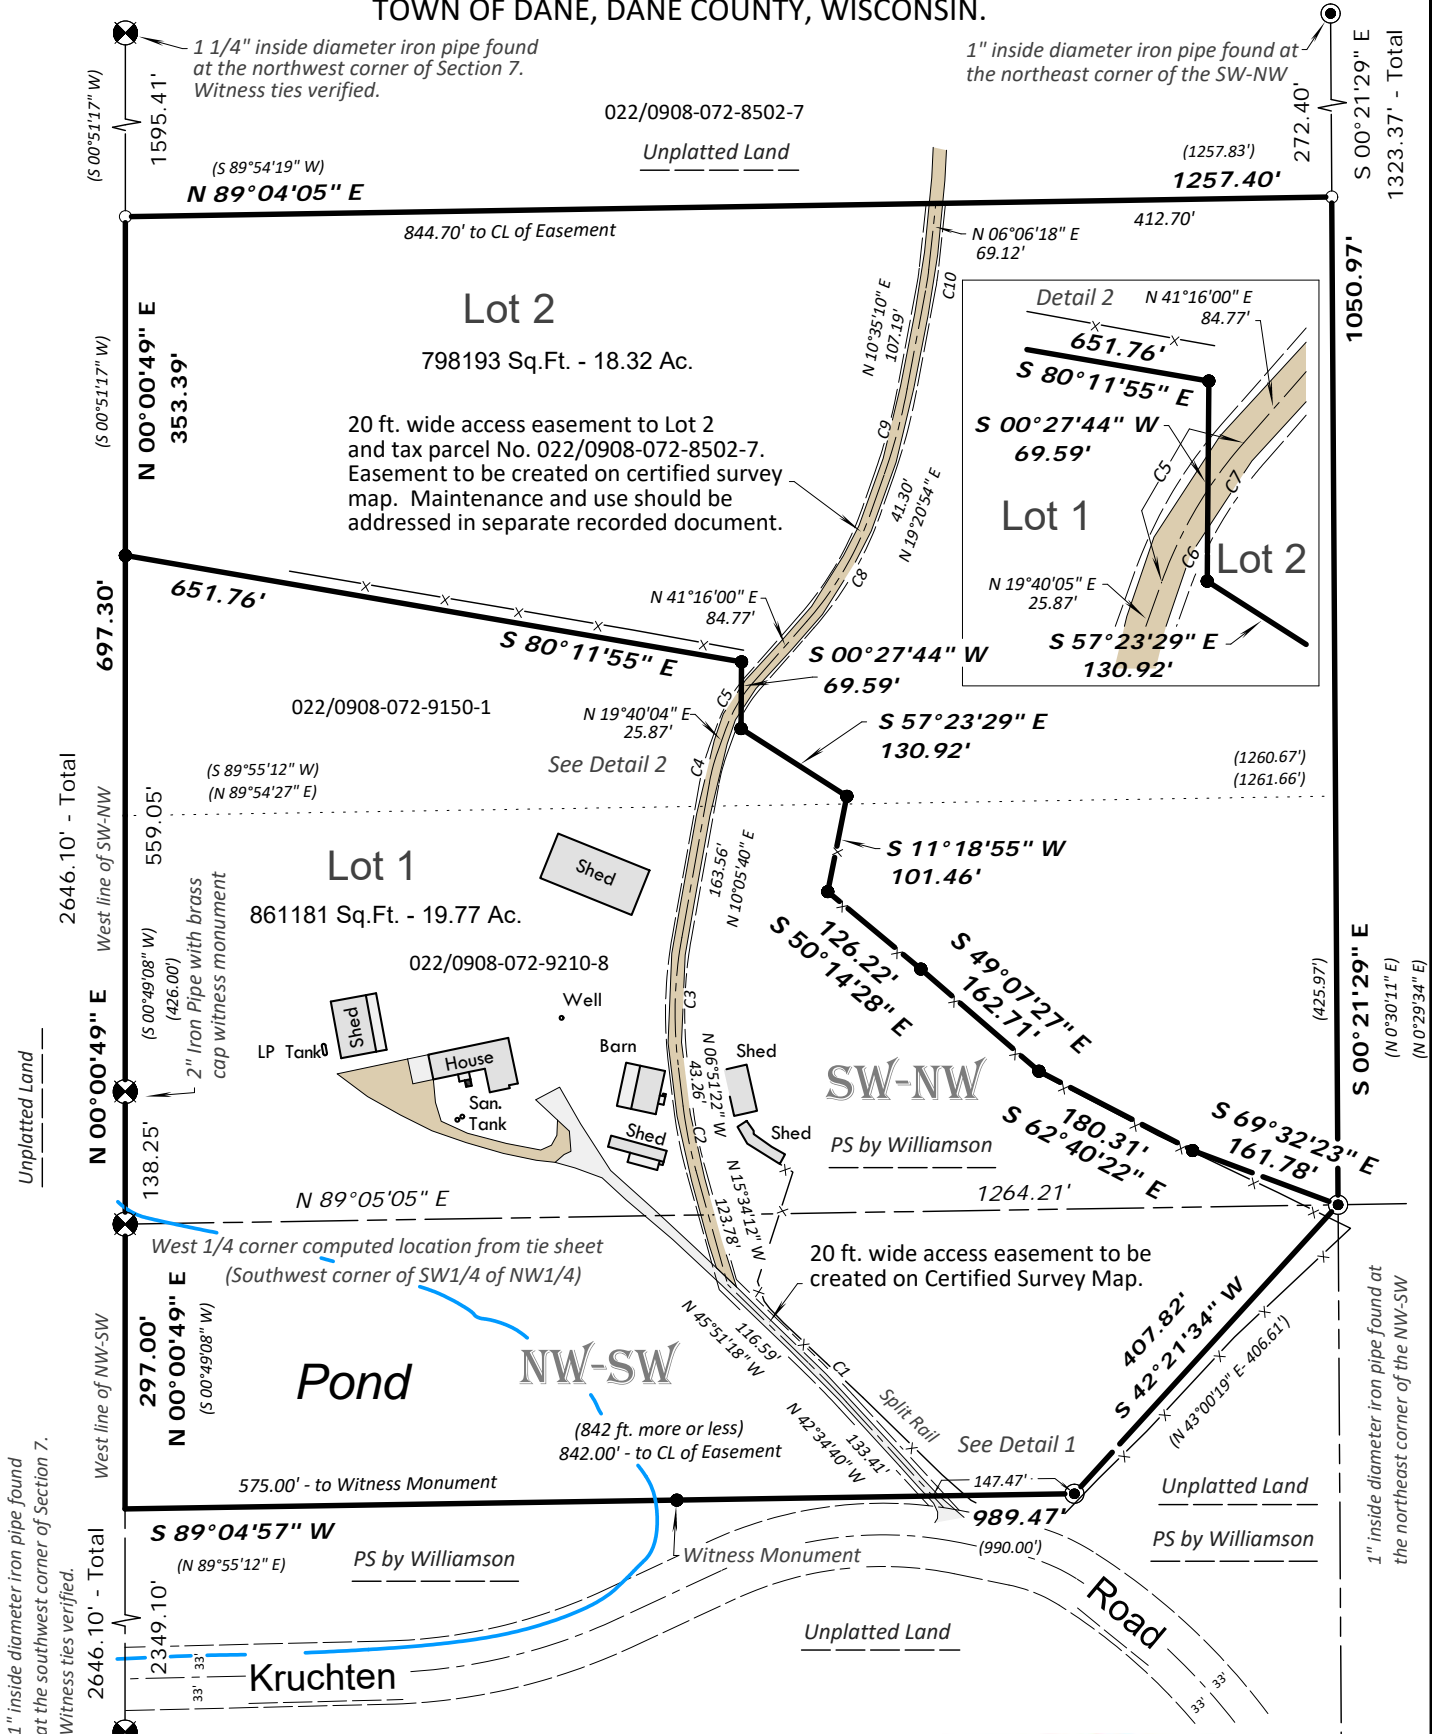 TOWN OF DANE, DANE COUNTY, WISCONSIN.
1 1/4" inside diameter iron pipe found
at the northwest corner of Section 7.
Witness ties verified.
1" inside diameter iron pipe found at
the northeast corner of the SW-NW
(S 00°51'17" W)
1595.41'
022/0908-072-8502-7
Unplatted Land
272.40'
S 00°21'29" E
1323.37' - Total
(S 89°54'19" W)
N 89°04'05" E
(1257.83')
1257.40'
844.70' to CL of Easement
412.70'
N 06°06'18" E
69.12'
C10
Lot 2
798193 Sq.Ft. - 18.32 Ac.
(S 00°51'17" W)
N 00°00'49" E
353.39'
N 10°35'10" E
107.19'
1050.97'
Detail 2
N 41°16'00" E
84.77'
651.76'
S 80°11'55" E
S 00°27'44" W
69.59'
C5
C7
Lot 1
C6
Lot 2
N 19°40'05" E
25.87'
S 57°23'29" E
130.92'
20 ft. wide access easement to Lot 2
and tax parcel No. 022/0908-072-8502-7.
Easement to be created on certified survey
map. Maintenance and use should be
addressed in separate recorded document.
C9
41.30'
N 19°20'54" E
C8
697.30'
651.76'
S 80°11'55" E
N 41°16'00" E
84.77'
S 00°27'44" W
69.59'
022/0908-072-9150-1
C5
N 19°40'04" E
25.87'
S 57°23'29" E
130.92'
See Detail 2
C4
(1260.67')
(1261.66')
(S 89°55'12" W)
(N 89°54'27" E)
2646.10' - Total
West line of SW-NW
559.05'
Lot 1
861181 Sq.Ft. - 19.77 Ac.
Shed
163.56'
N 10°05'40" E
S 11°18'55" W
101.46'
126.22'
S 50°14'28" E
S 49°07'27" E
162.71'
022/0908-072-9210-8
(S 00°49'08" W)
(426.00')
2" Iron Pipe with brass
cap witness monument
N 00°00'49" E
Unplatted Land
Well
C3
(425.97')
S 00°21'29" E
(N 0°30'11" E)
(N 0°29'34" E)
Shed
LP Tank
House
San.
Tank
Barn
Shed
Shed
Shed
N 06°51'22" W
43.26'
C2
SW-NW
PS by Williamson
180.31'
S 62°40'22" E
S 69°32'23" E
161.78'
138.25'
N 89°05'05" E
N 15°34'12" W
123.78'
1264.21'
West 1/4 corner computed location from tie sheet
(Southwest corner of SW1/4 of NW1/4)
20 ft. wide access easement to be
created on Certified Survey Map.
West line of NW-SW
297.00'
N 00°00'49" E
(S 00°49'08" W)
Pond
NW-SW
116.59'
N 45°51'18" W
C1
Split Rail
407.82'
S 42°21'34" W
(N 43°00'19" E- 406.61')
1" inside diameter iron pipe found at
the northeast corner of the NW-SW
(842 ft. more or less)
842.00' - to CL of Easement
133.41'
N 42°34'40" W
See Detail 1
147.47'
575.00' - to Witness Monument
989.47'
(990.00')
Unplatted Land
PS by Williamson
S 89°04'57" W
(N 89°55'12" E)
PS by Williamson
Witness Monument
1" inside diameter iron pipe found
at the southwest corner of Section 7.
Witness ties verified.
2646.10' - Total
2349.10'
33'
33'
Kruchten
Unplatted Land
Road
33'
33'